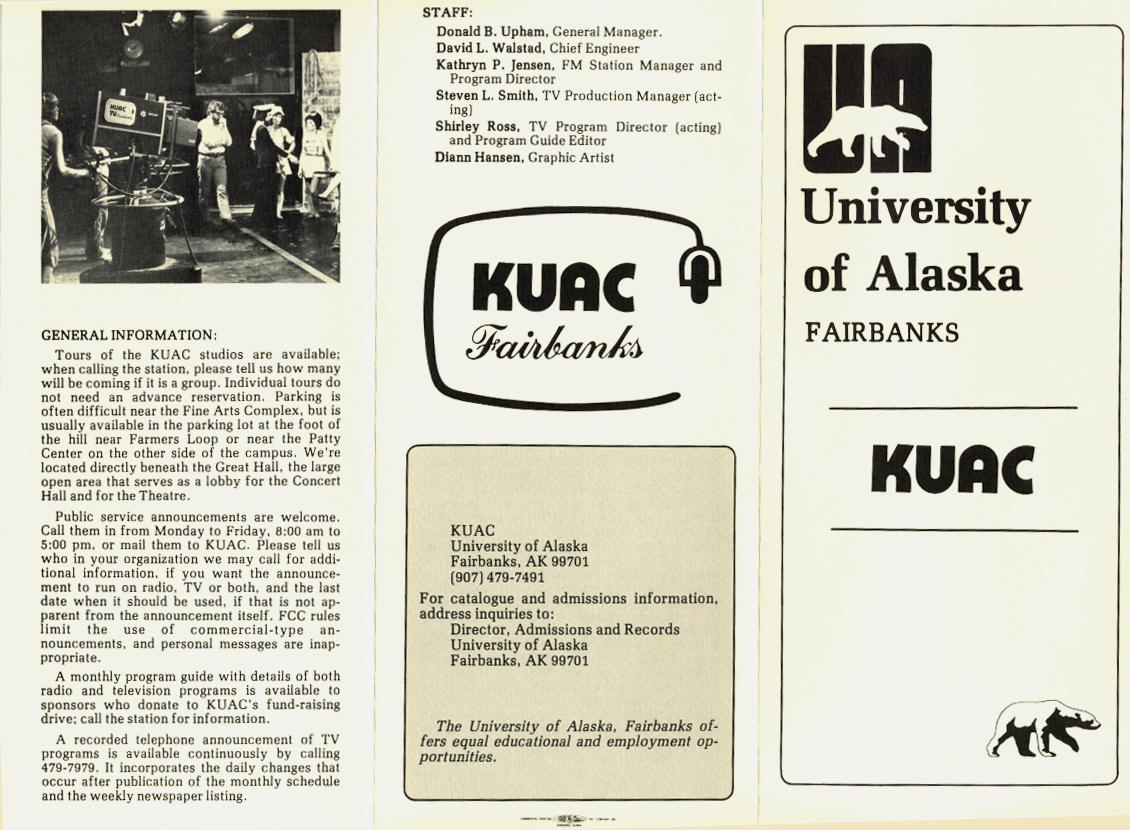 KUAC
TV
GENERAL INFORMATION:
Tours of the KUAC studios are available;
when calling the station, please tell us how many
will be coming if it is a group. Individual tours do
not need an advance reservation. Parking is
often difficult near the Fine Arts Complex, but is
usually available in the parking lot at the foot of
the hill near Farmers Loop or near the Patty
Center on the other side of the campus. We're
located directly beneath the Great Hall, the large
open area that serves as a lobby for the Concert
Hall and for the Theatre.
Public service announcements are welcome.
Call them in from Monday to Friday, 8:00 am to
5:00 pm, or mail them to KUAC. Please tell us
who in your organization we may call for addi-
tional information, if you want the announce-
ment to run on radio, TV or both, and the last
date when it should be used, if that is not ap-
parent from the announcement itself. FCC rules
limit the use of commercial-type an-
nouncements, and personal messages are inap-
propriate.
A monthly program guide with details of both
radio and television programs is available to
sponsors who donate to KUAC's fund-raising
drive; call the station for information.
A recorded telephone announcement of TV
programs is available continuously by calling
479-7979. It incorporates the daily changes that
occur after publication of the monthly schedule
and the weekly newspaper listing.
STAFF:
Donald B. Upham, General Manager.
David L. Walstad, Chief Engineer
Kathryn P. Jensen, FM Station Manager and
Program Director
Steven L. Smith, TV Production Manager (act-
ing)
Shirley Ross, TV Program Director (acting)
and Program Guide Editor
Diann Hansen, Graphic Artist
KUAC
Fairbanks
KUAC
University of Alaska
Fairbanks, AK 99701
(907) 479-7491
For catalogue and admissions information,
address inquiries to:
Director, Admissions and Records
University of Alaska
Fairbanks, AK 99701
The University of Alaska, Fairbanks of-
fers equal educational and employment op-
portunities.
UA
University
of Alaska
FAIRBANKS
KUAC